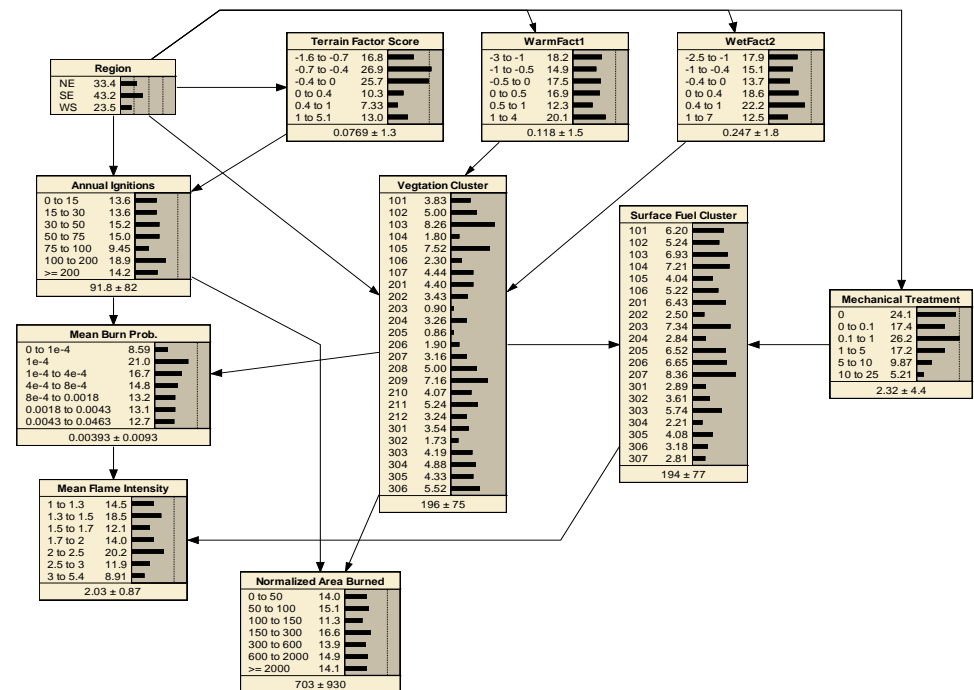 Terrain Factor Score
-1.6 to -0.7 16.8
-0.7 to -0.4 26.9
-0.4 to 0 25.7
0 to 0.4 10.3
0.4 to 1 7.33
1 to 5.1 13.0
0.0769 ± 1.3
WarmFact1
-3 to -1 18.2
-1 to -0.5 14.9
-0.5 to 0 17.5
0 to 0.5 16.9
0.5 to 1 12.3
1 to 4 20.1
0.118 ± 1.5
WetFact2
-2.5 to -1 17.9
-1 to -0.4 15.1
-0.4 to 0 13.7
0 to 0.4 18.6
0.4 to 1 22.2
1 to 7 12.5
0.247 ± 1.8
Region
NE 33.4
SE 43.2
WS 23.5
Annual Ignitions
0 to 15 13.6
15 to 30 13.6
30 to 50 15.2
50 to 75 15.0
75 to 100 9.45
100 to 200 18.9
>= 200 14.2
91.8 ± 82
Vegtation Cluster
101 3.83
102 5.00
103 8.26
104 1.80
105 7.52
106 2.30
107 4.44
201 4.40
202 3.43
203 0.90
204 3.26
205 0.86
206 1.90
207 3.16
208 5.00
209 7.16
210 4.07
211 5.24
212 3.24
301 3.54
302 1.73
303 4.19
304 4.88
305 4.33
306 5.52
196 ± 75
Surface Fuel Cluster
101 6.20
102 5.24
103 6.93
104 7.21
105 4.04
106 5.22
201 6.43
202 2.50
203 7.34
204 2.84
205 6.52
206 6.65
207 8.36
301 2.89
302 3.61
303 5.74
304 2.21
305 4.08
306 3.18
307 2.81
194 ± 77
Mechanical Treatment
0 24.1
0 to 0.1 17.4
0.1 to 1 26.2
1 to 5 17.2
5 to 10 9.87
10 to 25 5.21
2.32 ± 4.4
Mean Burn Prob.
0 to 1e-4 8.59
1e-4 21.0
1e-4 to 4e-4 16.7
4e-4 to 8e-4 14.8
8e-4 to 0.0018 13.2
0.0018 to 0.0043 13.1
0.0043 to 0.0463 12.7
0.00393 ± 0.0093
Mean Flame Intensity
1 to 1.3 14.5
1.3 to 1.5 18.5
1.5 to 1.7 12.1
1.7 to 2 14.0
2 to 2.5 20.2
2.5 to 3 11.9
3 to 5.4 8.91
2.03 ± 0.87
Normalized Area Burned
0 to 50 14.0
50 to 100 15.1
100 to 150 11.3
150 to 300 16.6
300 to 600 13.9
600 to 2000 14.9
>= 2000 14.1
703 ± 930